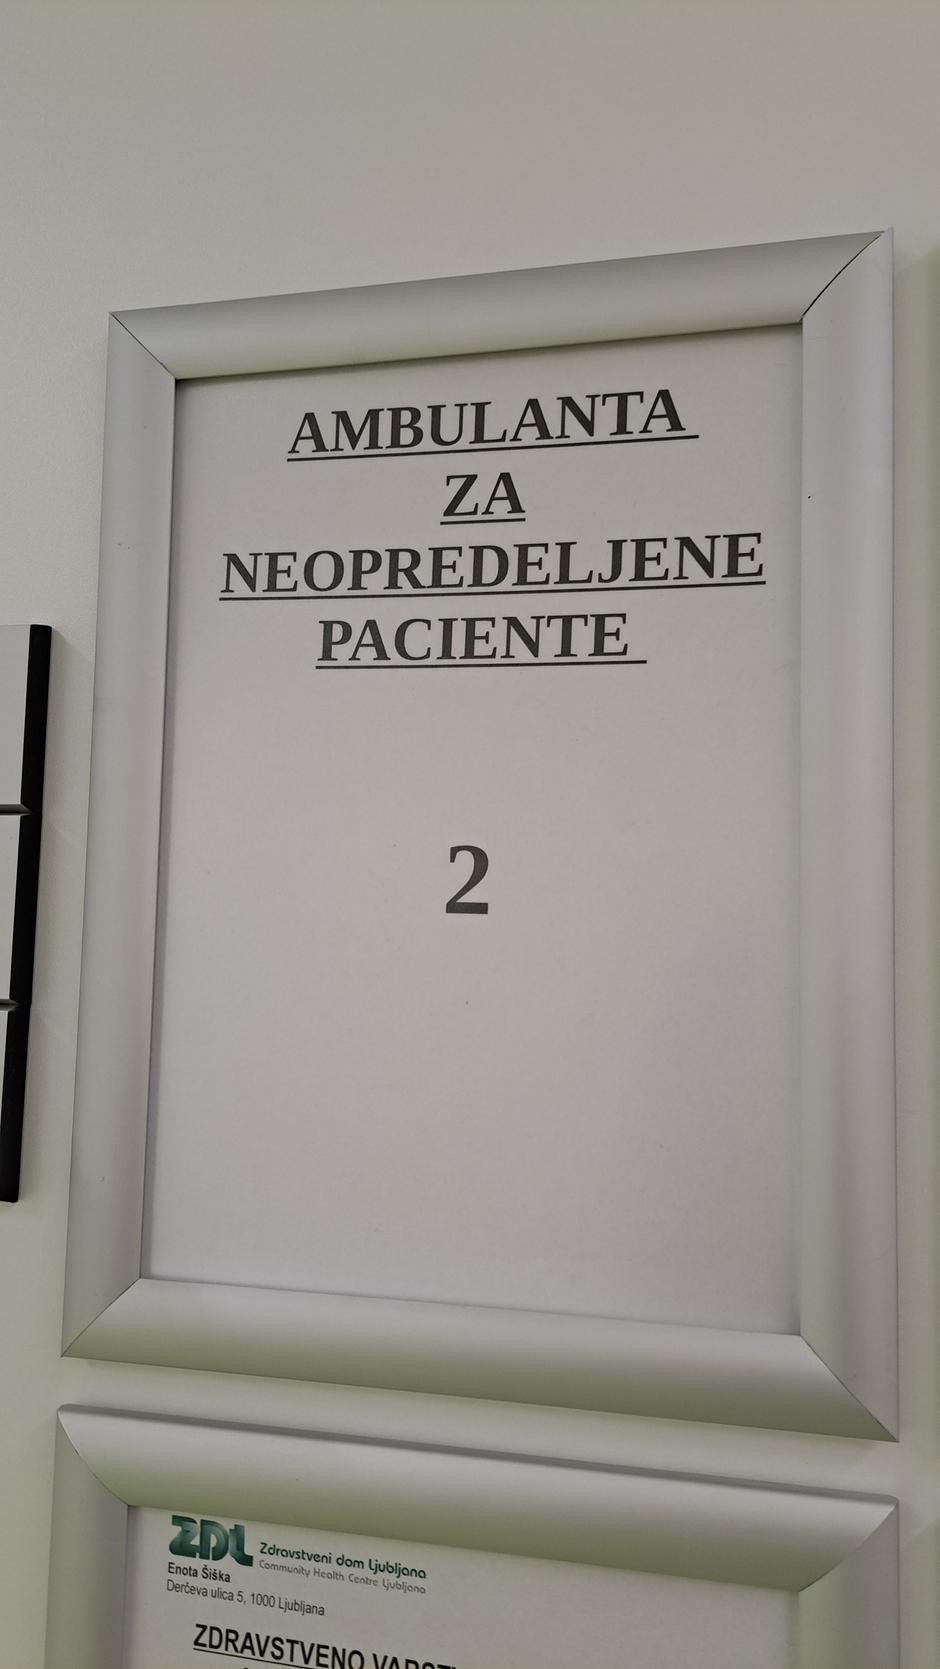 AMBULANTA
ZA
NEOPREDELJENE
PACIENTE
2
ZDL
Zdravstveni dom Ljubljana
Community Health Centre Ljubljana
Enota Šiška
Derčeva ulica 5, 1000 Ljubljana
ZDRAVSTVENO